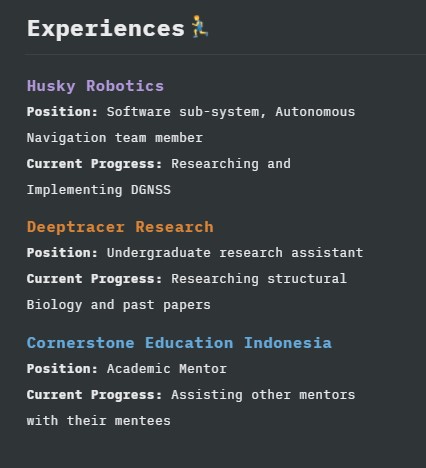 Experiences🏃‍♂️
Husky Robotics
Position: Software sub-system, Autonomous
Navigation team member
Current Progress: Researching and
Implementing DGNSS
Deeptracer Research
Position: Undergraduate research assistant
Current Progress: Researching structural
Biology and past papers
Cornerstone Education Indonesia
Position: Academic Mentor
Current Progress: Assisting other mentors
with their mentees